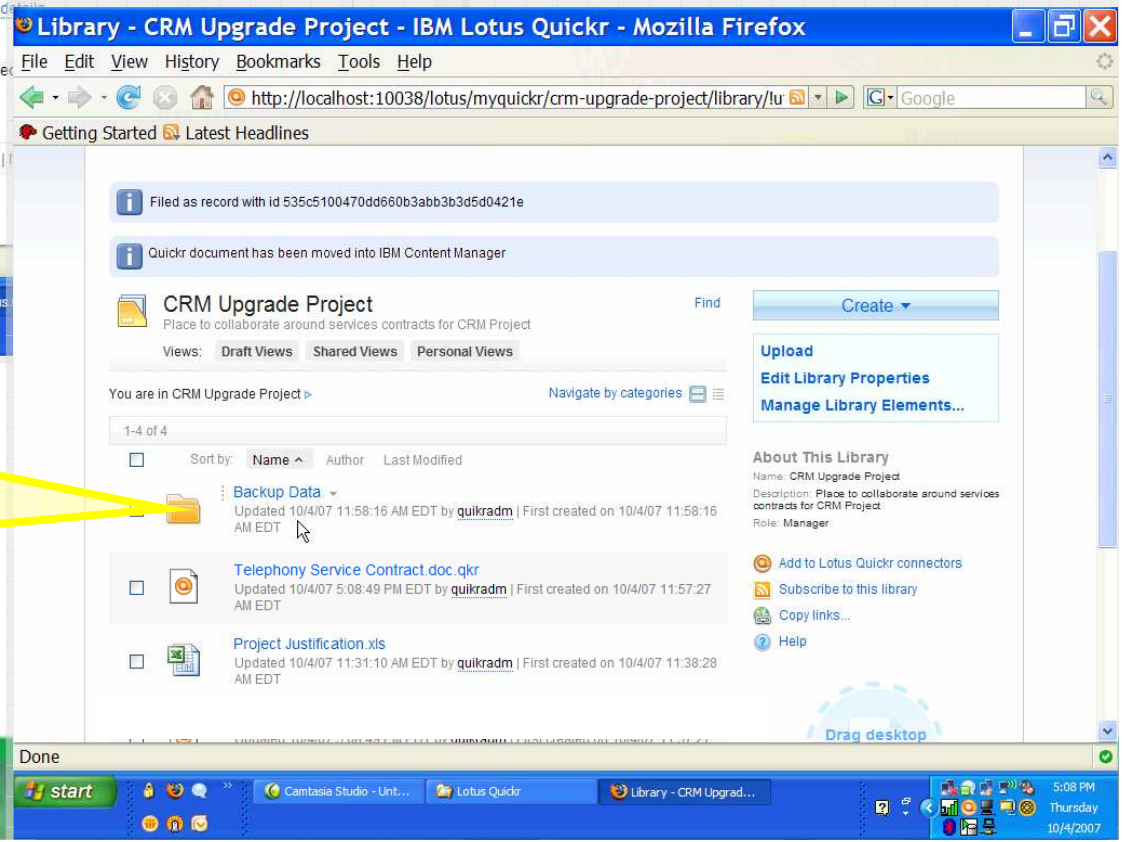 details
Library - CRM Upgrade Project - IBM Lotus Quickr - Mozilla Firefox
File Edit View History Bookmarks Tools Help
http://localhost:10038/lotus/myquickr/crm-upgrade-project/library/!ur
G Google
Getting Started Latest Headlines
Filed as record with id 535c5100470dd660b3abb3b3d5d0421e
Quickr document has been moved into IBM Content Manager
CRM Upgrade Project
Find
Place to collaborate around services contracts for CRM Project
Views: Draft Views Shared Views Personal Views
Create
Upload
Edit Library Properties
Manage Library Elements...
You are in CRM Upgrade Project
Navigate by categories
1-4 of 4
Sort by: Name Author Last Modified
Backup Data
Updated 10/4/07 11:58:16 AM EDT by quikradm | First created on 10/4/07 11:58:16
AM EDT
Telephony Service Contract.doc.qkr
Updated 10/4/07 5:08:49 PM EDT by quikradm | First created on 10/4/07 11:57:27
AM EDT
Project Justification.xls
Updated 10/4/07 11:31:10 AM EDT by quikradm | First created on 10/4/07 11:38:28
AM EDT
About This Library
Name: CRM Upgrade Project
Description: Place to collaborate around services
contracts for CRM Project
Role: Manager
Add to Lotus Quickr connectors
Subscribe to this library
Copy links...
Help
Drag desktop
Done
start
Camtasia Studio - Unt...
Lotus Quickr
Library - CRM Upgrad...
5:08 PM
Thursday
10/4/2007